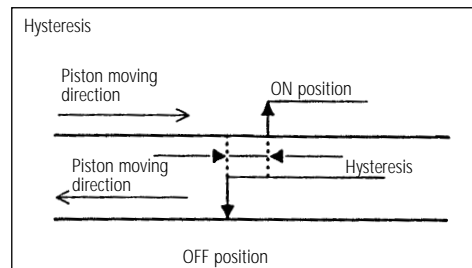 Hysteresis
Piston moving
direction
ON position
Piston moving
direction
Hysteresis
OFF position